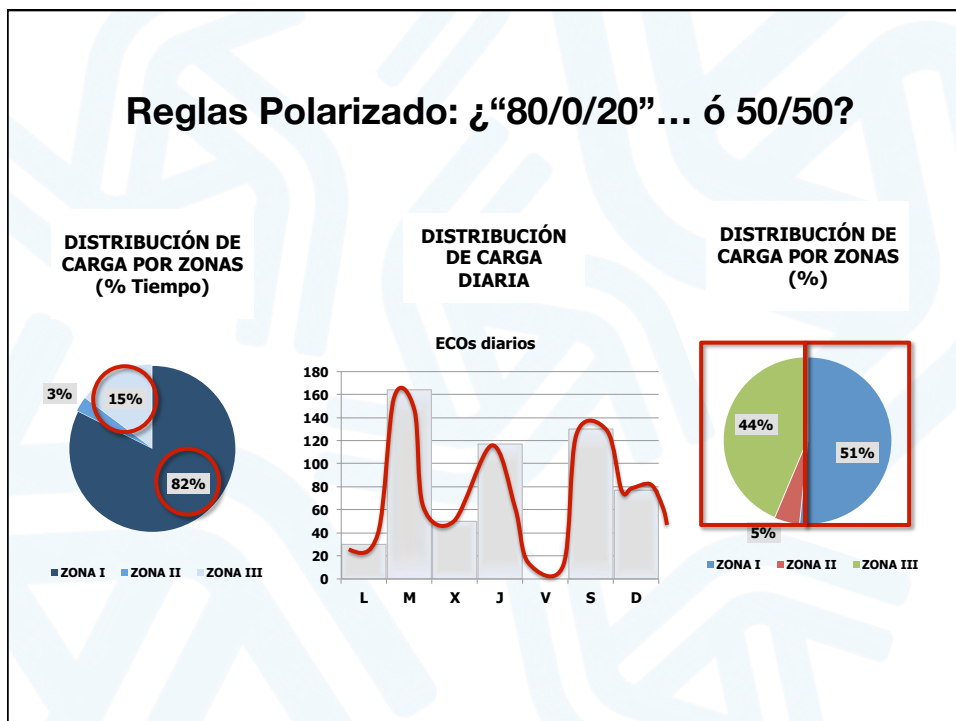 Reglas Polarizado: ¿“80/0/20”... ó 50/50?
DISTRIBUCIÓN DE
CARGA POR ZONAS
(% Tiempo)
3%
15%
82%
ZONA I ZONA II ZONA III
DISTRIBUCIÓN
DE CARGA
DIARIA
ECOs diarios
180
160
140
120
100
80
60
40
20
0
L M X J V S D
DISTRIBUCIÓN DE
CARGA POR ZONAS
(%)
44%
51%
5%
ZONA I ZONA II ZONA III